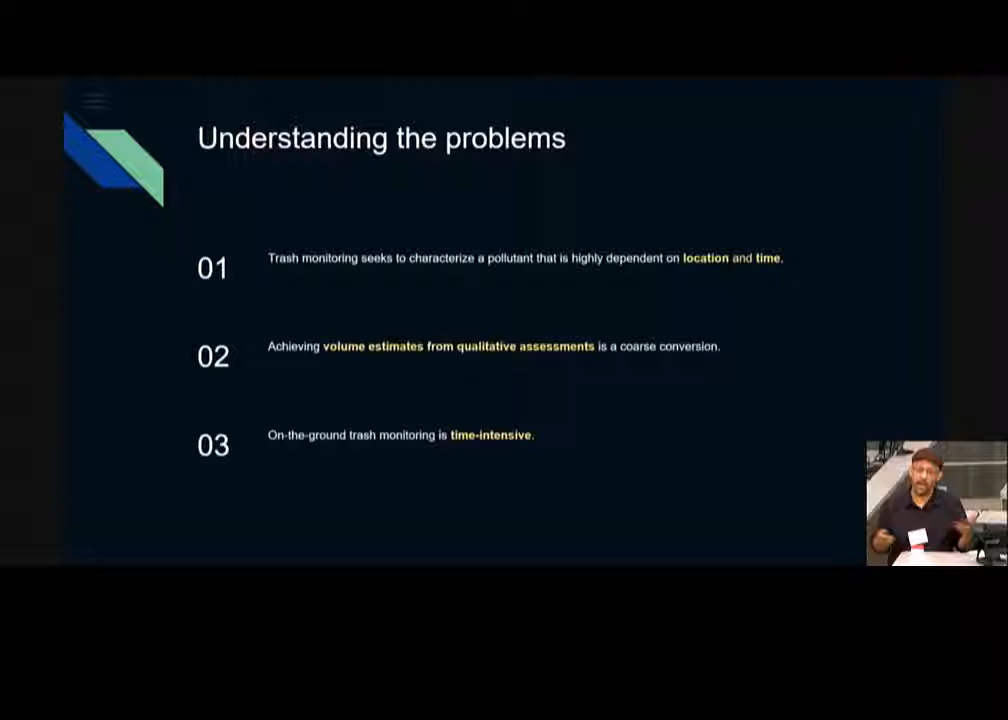 Understanding the problems
01
Trash monitoring seeks to characterize a pollutant that is highly dependent on location and time.
02
Achieving volume estimates from qualitative assessments is a coarse conversion.
03
On-the-ground trash monitoring is time-intensive.